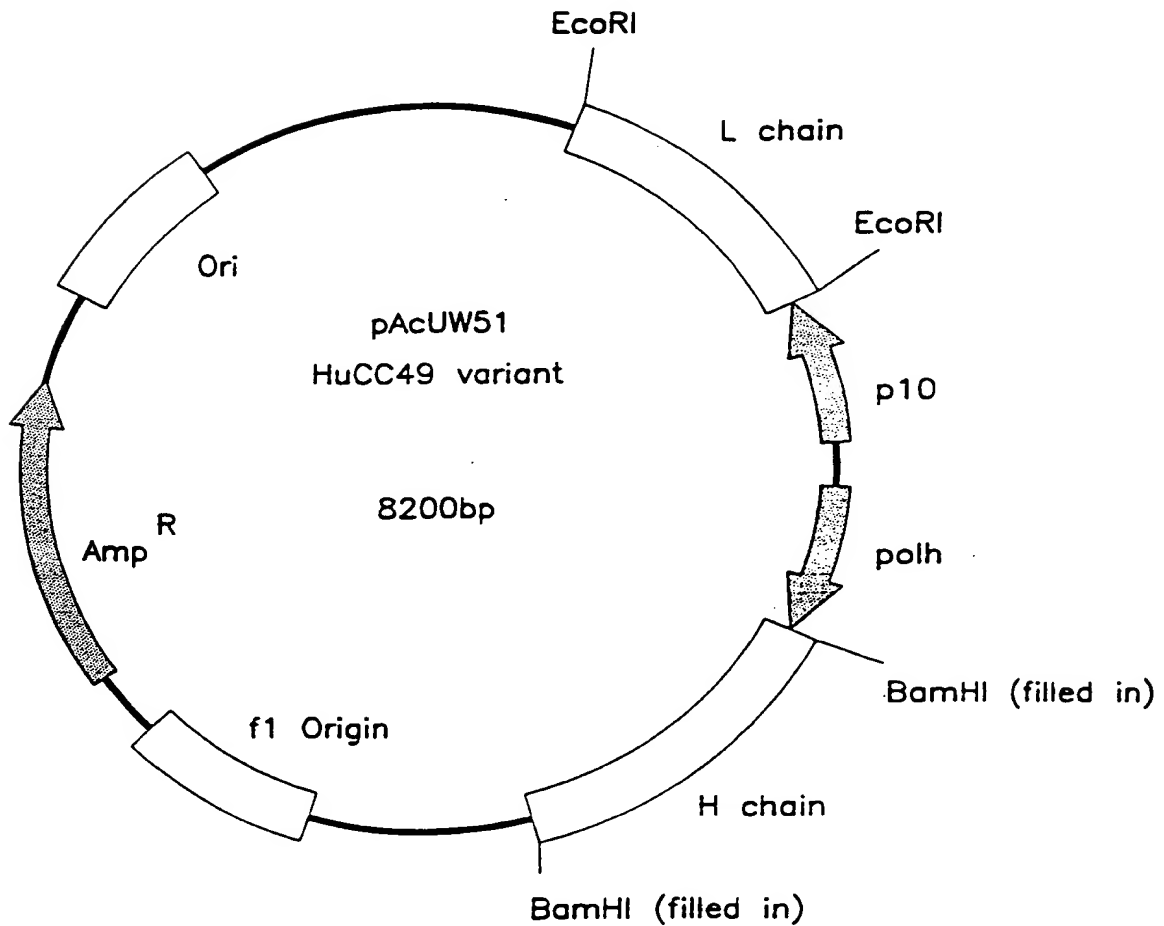 EcoRI
L chain
EcoRI
Ori
pAcUW51
HuCC49 variant
p10
8200bp
Amp R
polh
BamHI (filled in)
f1 Origin
H chain
BamHI (filled in)